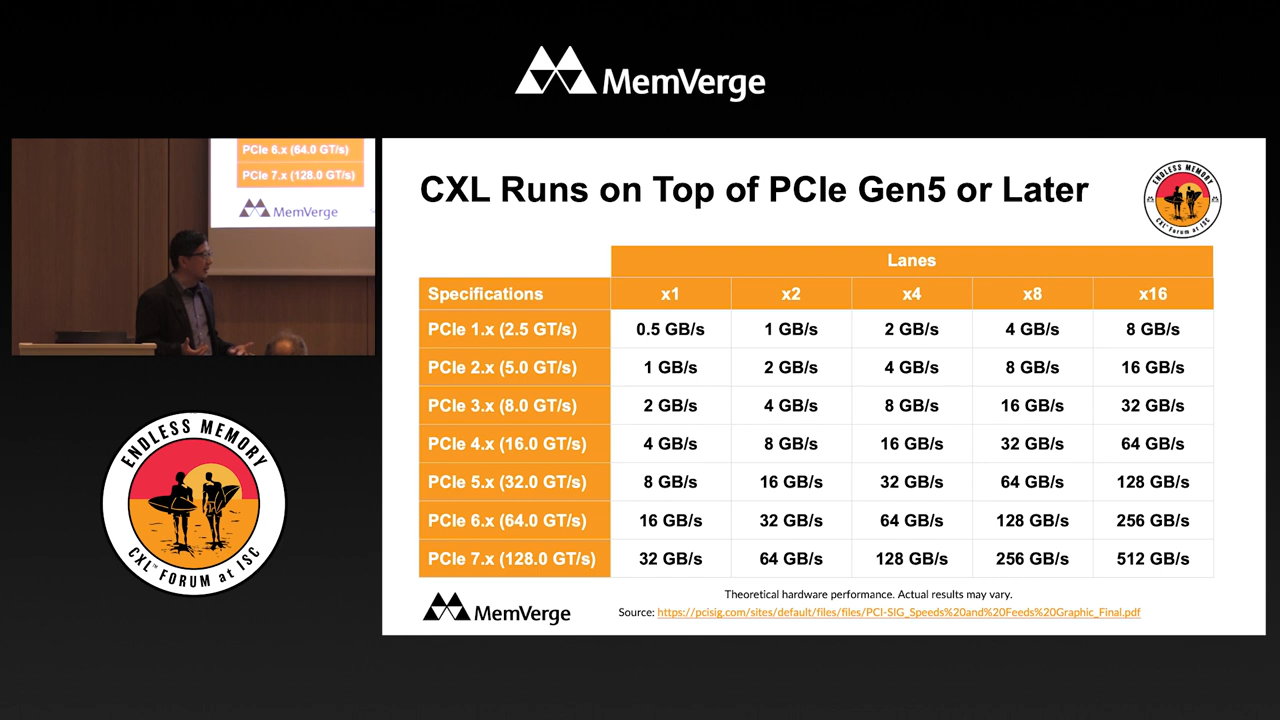 MemVerge
PCIe 6.x (64.0 GT/s)
PCIe 7.x (128.0 GT/s)
MemVerge
ENDLESS MEMORY
CXL™ FORUM at ISC
CXL Runs on Top of PCIe Gen5 or Later
ENDLESS MEMORY
CXL™ Forum at ISC
Lanes
Specifications x1 x2 x4 x8 x16
PCIe 1.x (2.5 GT/s) 0.5 GB/s 1 GB/s 2 GB/s 4 GB/s 8 GB/s
PCIe 2.x (5.0 GT/s) 1 GB/s 2 GB/s 4 GB/s 8 GB/s 16 GB/s
PCIe 3.x (8.0 GT/s) 2 GB/s 4 GB/s 8 GB/s 16 GB/s 32 GB/s
PCIe 4.x (16.0 GT/s) 4 GB/s 8 GB/s 16 GB/s 32 GB/s 64 GB/s
PCIe 5.x (32.0 GT/s) 8 GB/s 16 GB/s 32 GB/s 64 GB/s 128 GB/s
PCIe 6.x (64.0 GT/s) 16 GB/s 32 GB/s 64 GB/s 128 GB/s 256 GB/s
PCIe 7.x (128.0 GT/s) 32 GB/s 64 GB/s 128 GB/s 256 GB/s 512 GB/s
Theoretical hardware performance. Actual results may vary.
MemVerge
Source: https://pcisig.com/sites/default/files/files/PCI-SIG_Speeds%20and%20Feeds%20Graphic_Final.pdf